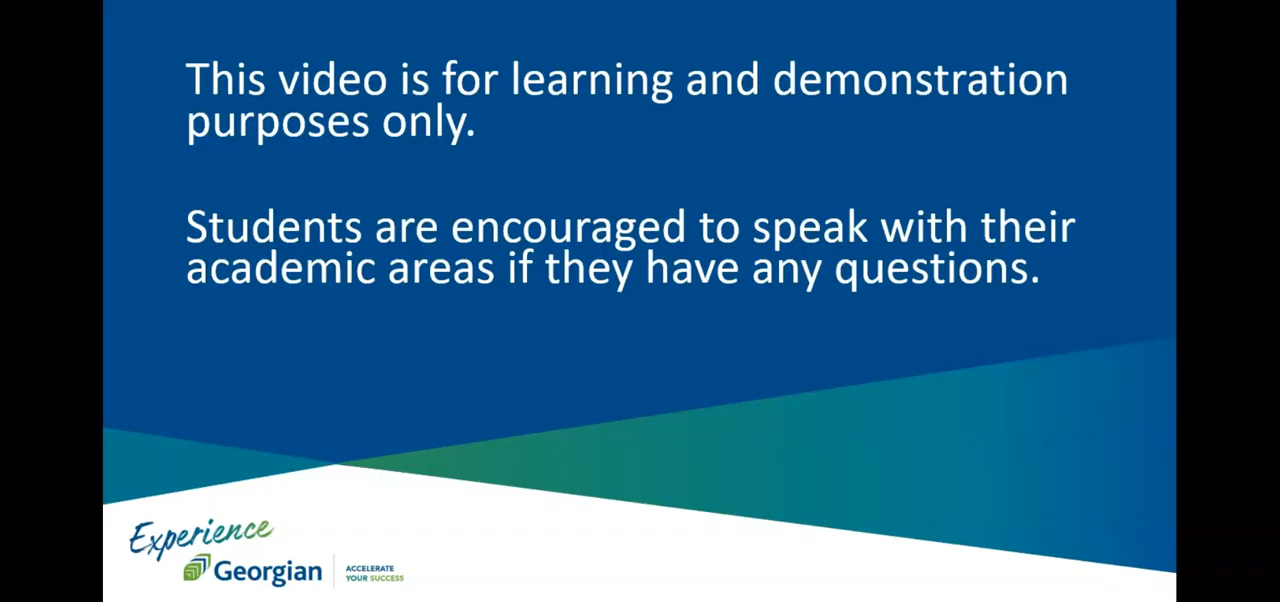 This video is for learning and demonstration
purposes only.
Students are encouraged to speak with their
academic areas if they have any questions.
Experience
Georgian
ACCELERATE
YOUR SUCCESS